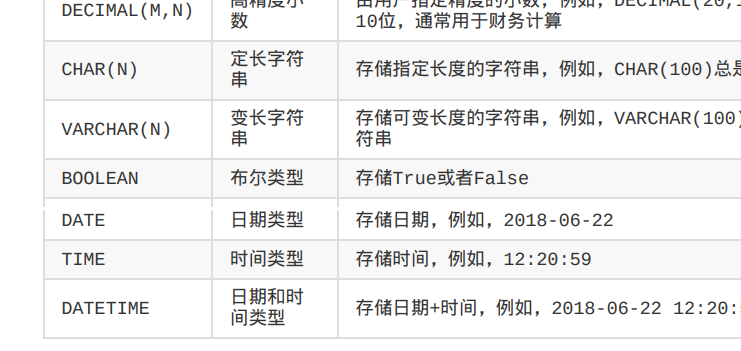 DECIMAL(M,N) 高精度小数 由用户指定精度的小数，例如，DECIMAL(20,
10位，通常用于财务计算
CHAR(N) 定长字符串 存储指定长度的字符串，例如，CHAR(100)总是
VARCHAR(N) 变长字符串 存储可变长度的字符串，例如，VARCHAR(100)
符串
BOOLEAN 布尔类型 存储True或者False
DATE 日期类型 存储日期，例如，2018-06-22
TIME 时间类型 存储时间，例如，12:20:59
DATETIME 日期和时间类型 存储日期+时间，例如，2018-06-22 12:20: